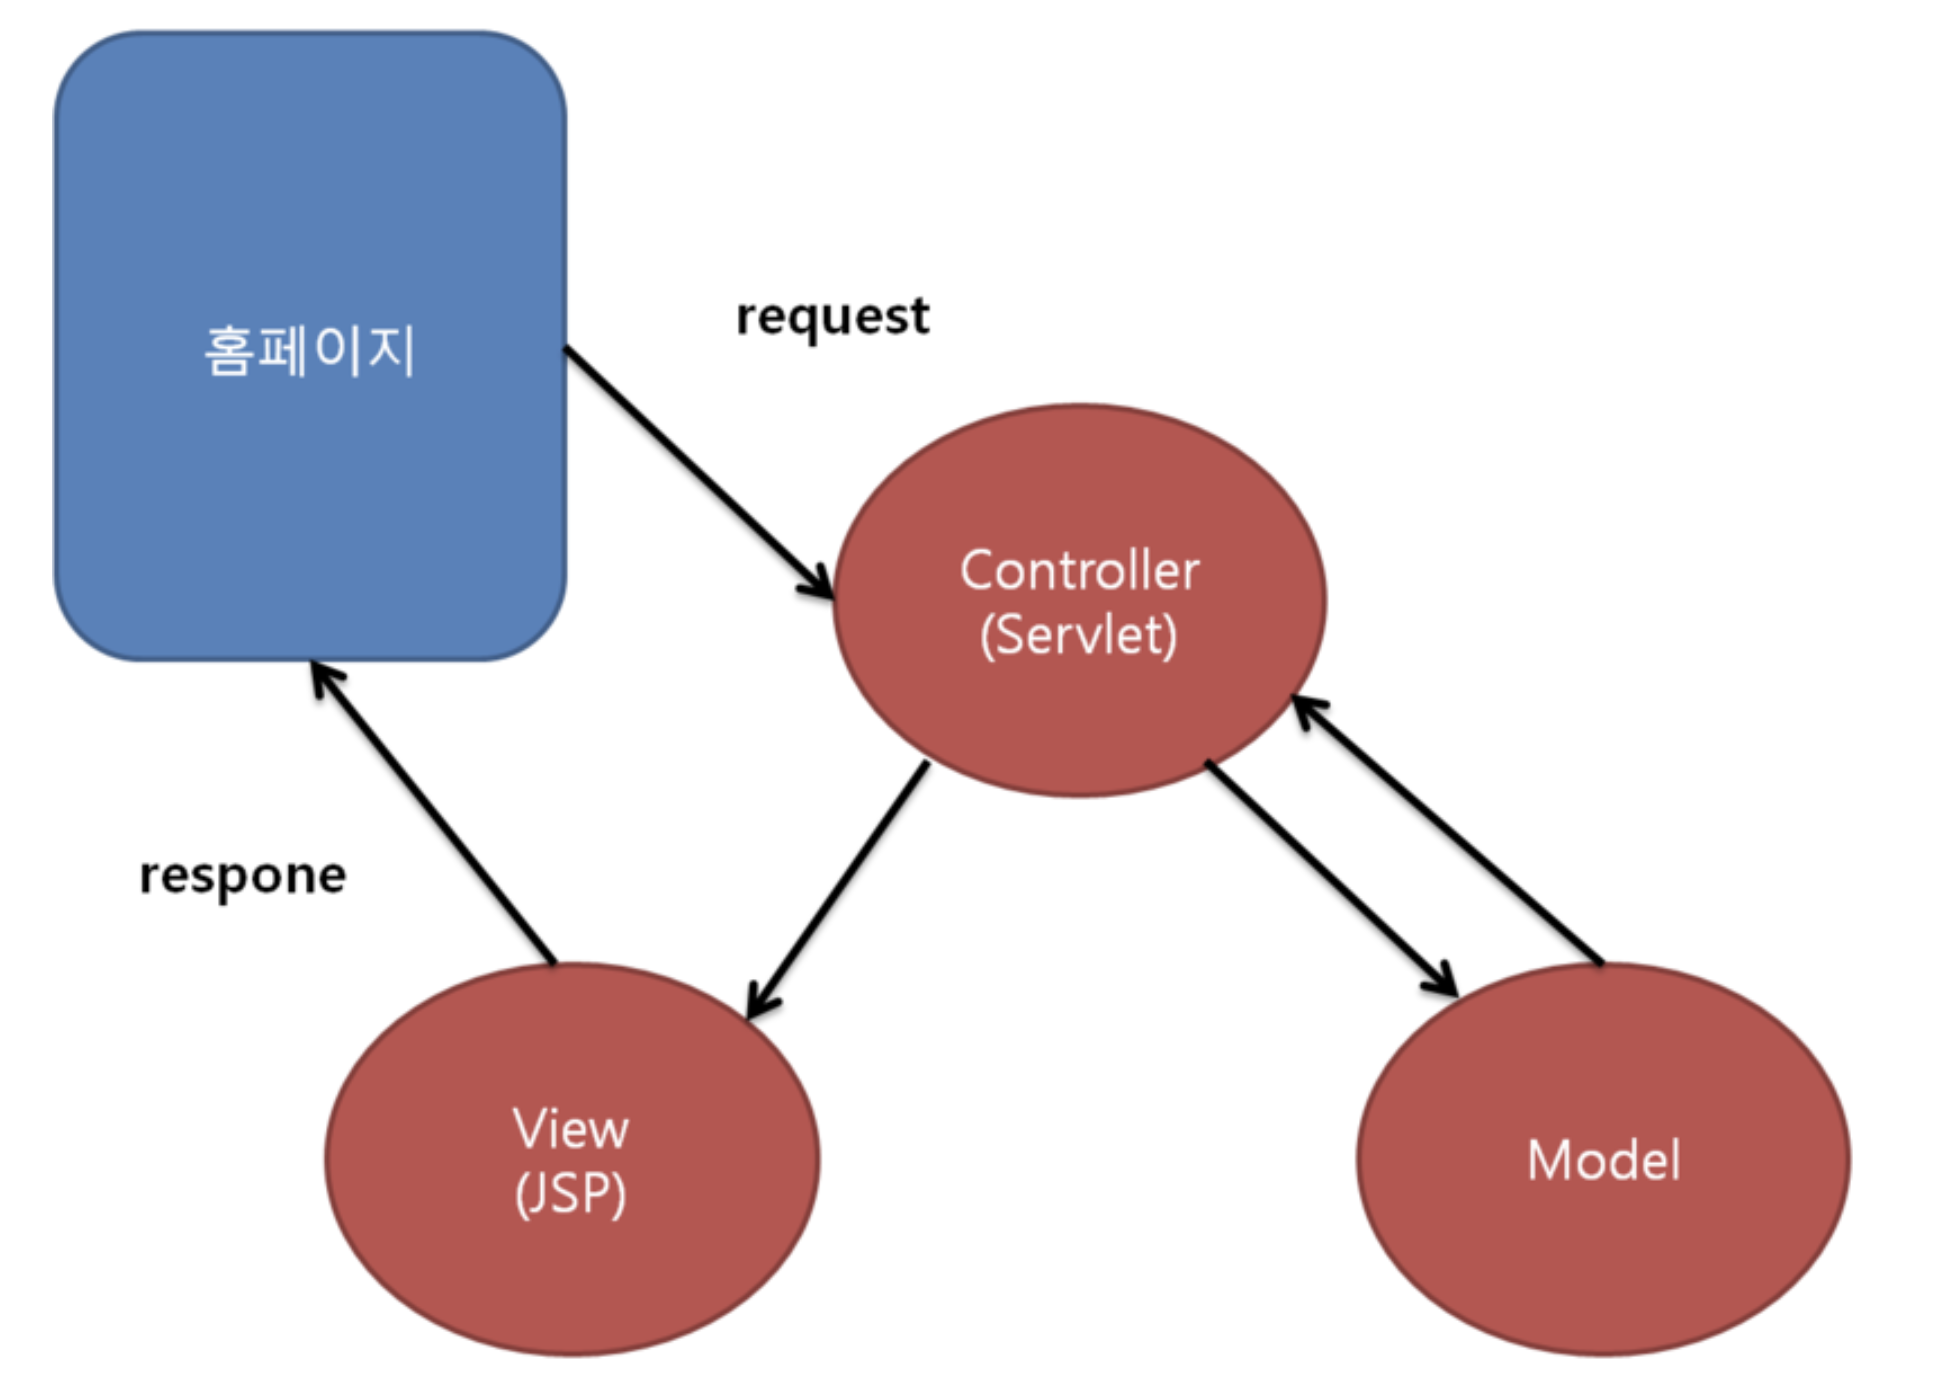 홈페이지
request
Controller
(Servlet)
respone
View
(JSP)
Model